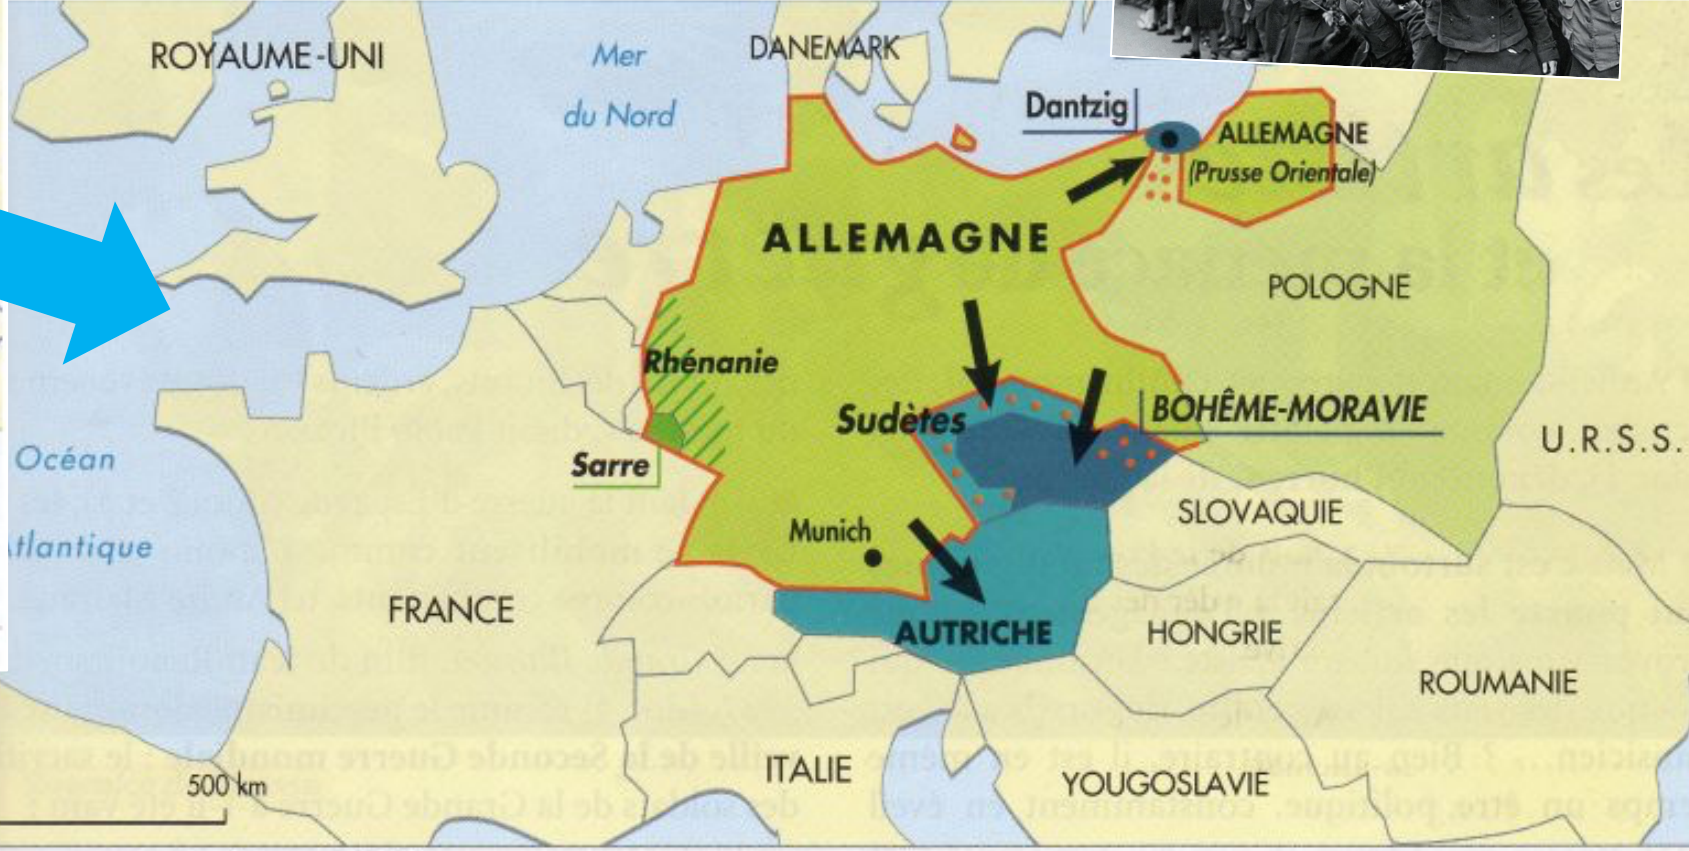 ROYAUME-UNI
Mer
du Nord
DANEMARK
Dantzig
ALLEMAGNE
(Prusse Orientale)
ALLEMAGNE
POLOGNE
Rhénanie
Sudètes
BOHÊME-MORAVIE
U.R.S.S.
Océan
Atlantique
Sarre
Munich
SLOVAQUIE
FRANCE
AUTRICHE
HONGRIE
ROUMANIE
ITALIE
YOUGOSLAVIE
500 km